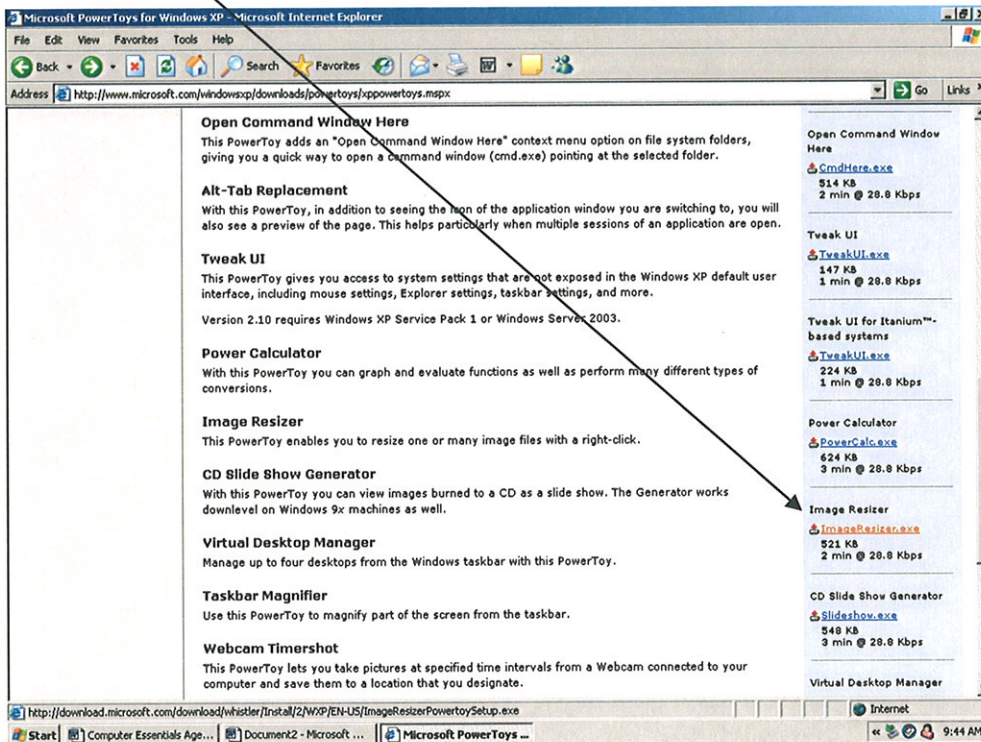 Microsoft PowerToys for Windows XP - Microsoft Internet Explorer
File Edit View Favorites Tools Help
Back Search Favorites
Address http://www.microsoft.com/windowsxp/downloads/powertoys/xppowertoys.mspx Go Links
Open Command Window Here
This PowerToy adds an "Open Command Window Here" context menu option on file system folders,
giving you a quick way to open a command window (cmd.exe) pointing at the selected folder.
Alt-Tab Replacement
With this PowerToy, in addition to seeing the icon of the application window you are switching to, you will
also see a preview of the page. This helps particularly when multiple sessions of an application are open.
Tweak UI
This PowerToy gives you access to system settings that are not exposed in the Windows XP default user
interface, including mouse settings, Explorer settings, taskbar settings, and more.
Version 2.10 requires Windows XP Service Pack 1 or Windows Server 2003.
Power Calculator
With this PowerToy you can graph and evaluate functions as well as perform many different types of
conversions.
Image Resizer
This PowerToy enables you to resize one or many image files with a right-click.
CD Slide Show Generator
With this PowerToy you can view images burned to a CD as a slide show. The Generator works
downlevel on Windows 9x machines as well.
Virtual Desktop Manager
Manage up to four desktops from the Windows taskbar with this PowerToy.
Taskbar Magnifier
Use this PowerToy to magnify part of the screen from the taskbar.
Webcam Timershot
This PowerToy lets you take pictures at specified time intervals from a Webcam connected to your
computer and save them to a location that you designate.
Open Command Window
Here
CmdHere.exe
514 KB
2 min @ 28.8 Kbps
Tweak UI
TweakUI.exe
147 KB
1 min @ 28.8 Kbps
Tweak UI for Itanium™-
based systems
TweakUI.exe
224 KB
1 min @ 28.8 Kbps
Power Calculator
PowerCalc.exe
624 KB
3 min @ 28.8 Kbps
Image Resizer
ImageResizer.exe
521 KB
2 min @ 28.8 Kbps
CD Slide Show Generator
Slideshow.exe
548 KB
3 min @ 28.8 Kbps
Virtual Desktop Manager
http://download.microsoft.com/download/whistler/Install/2/WXP/EN-US/ImageResizerPowertoySetup.exe Internet
Start Computer Essentials Age... Document2 - Microsoft ... Microsoft PowerToys ... 9:44 AM